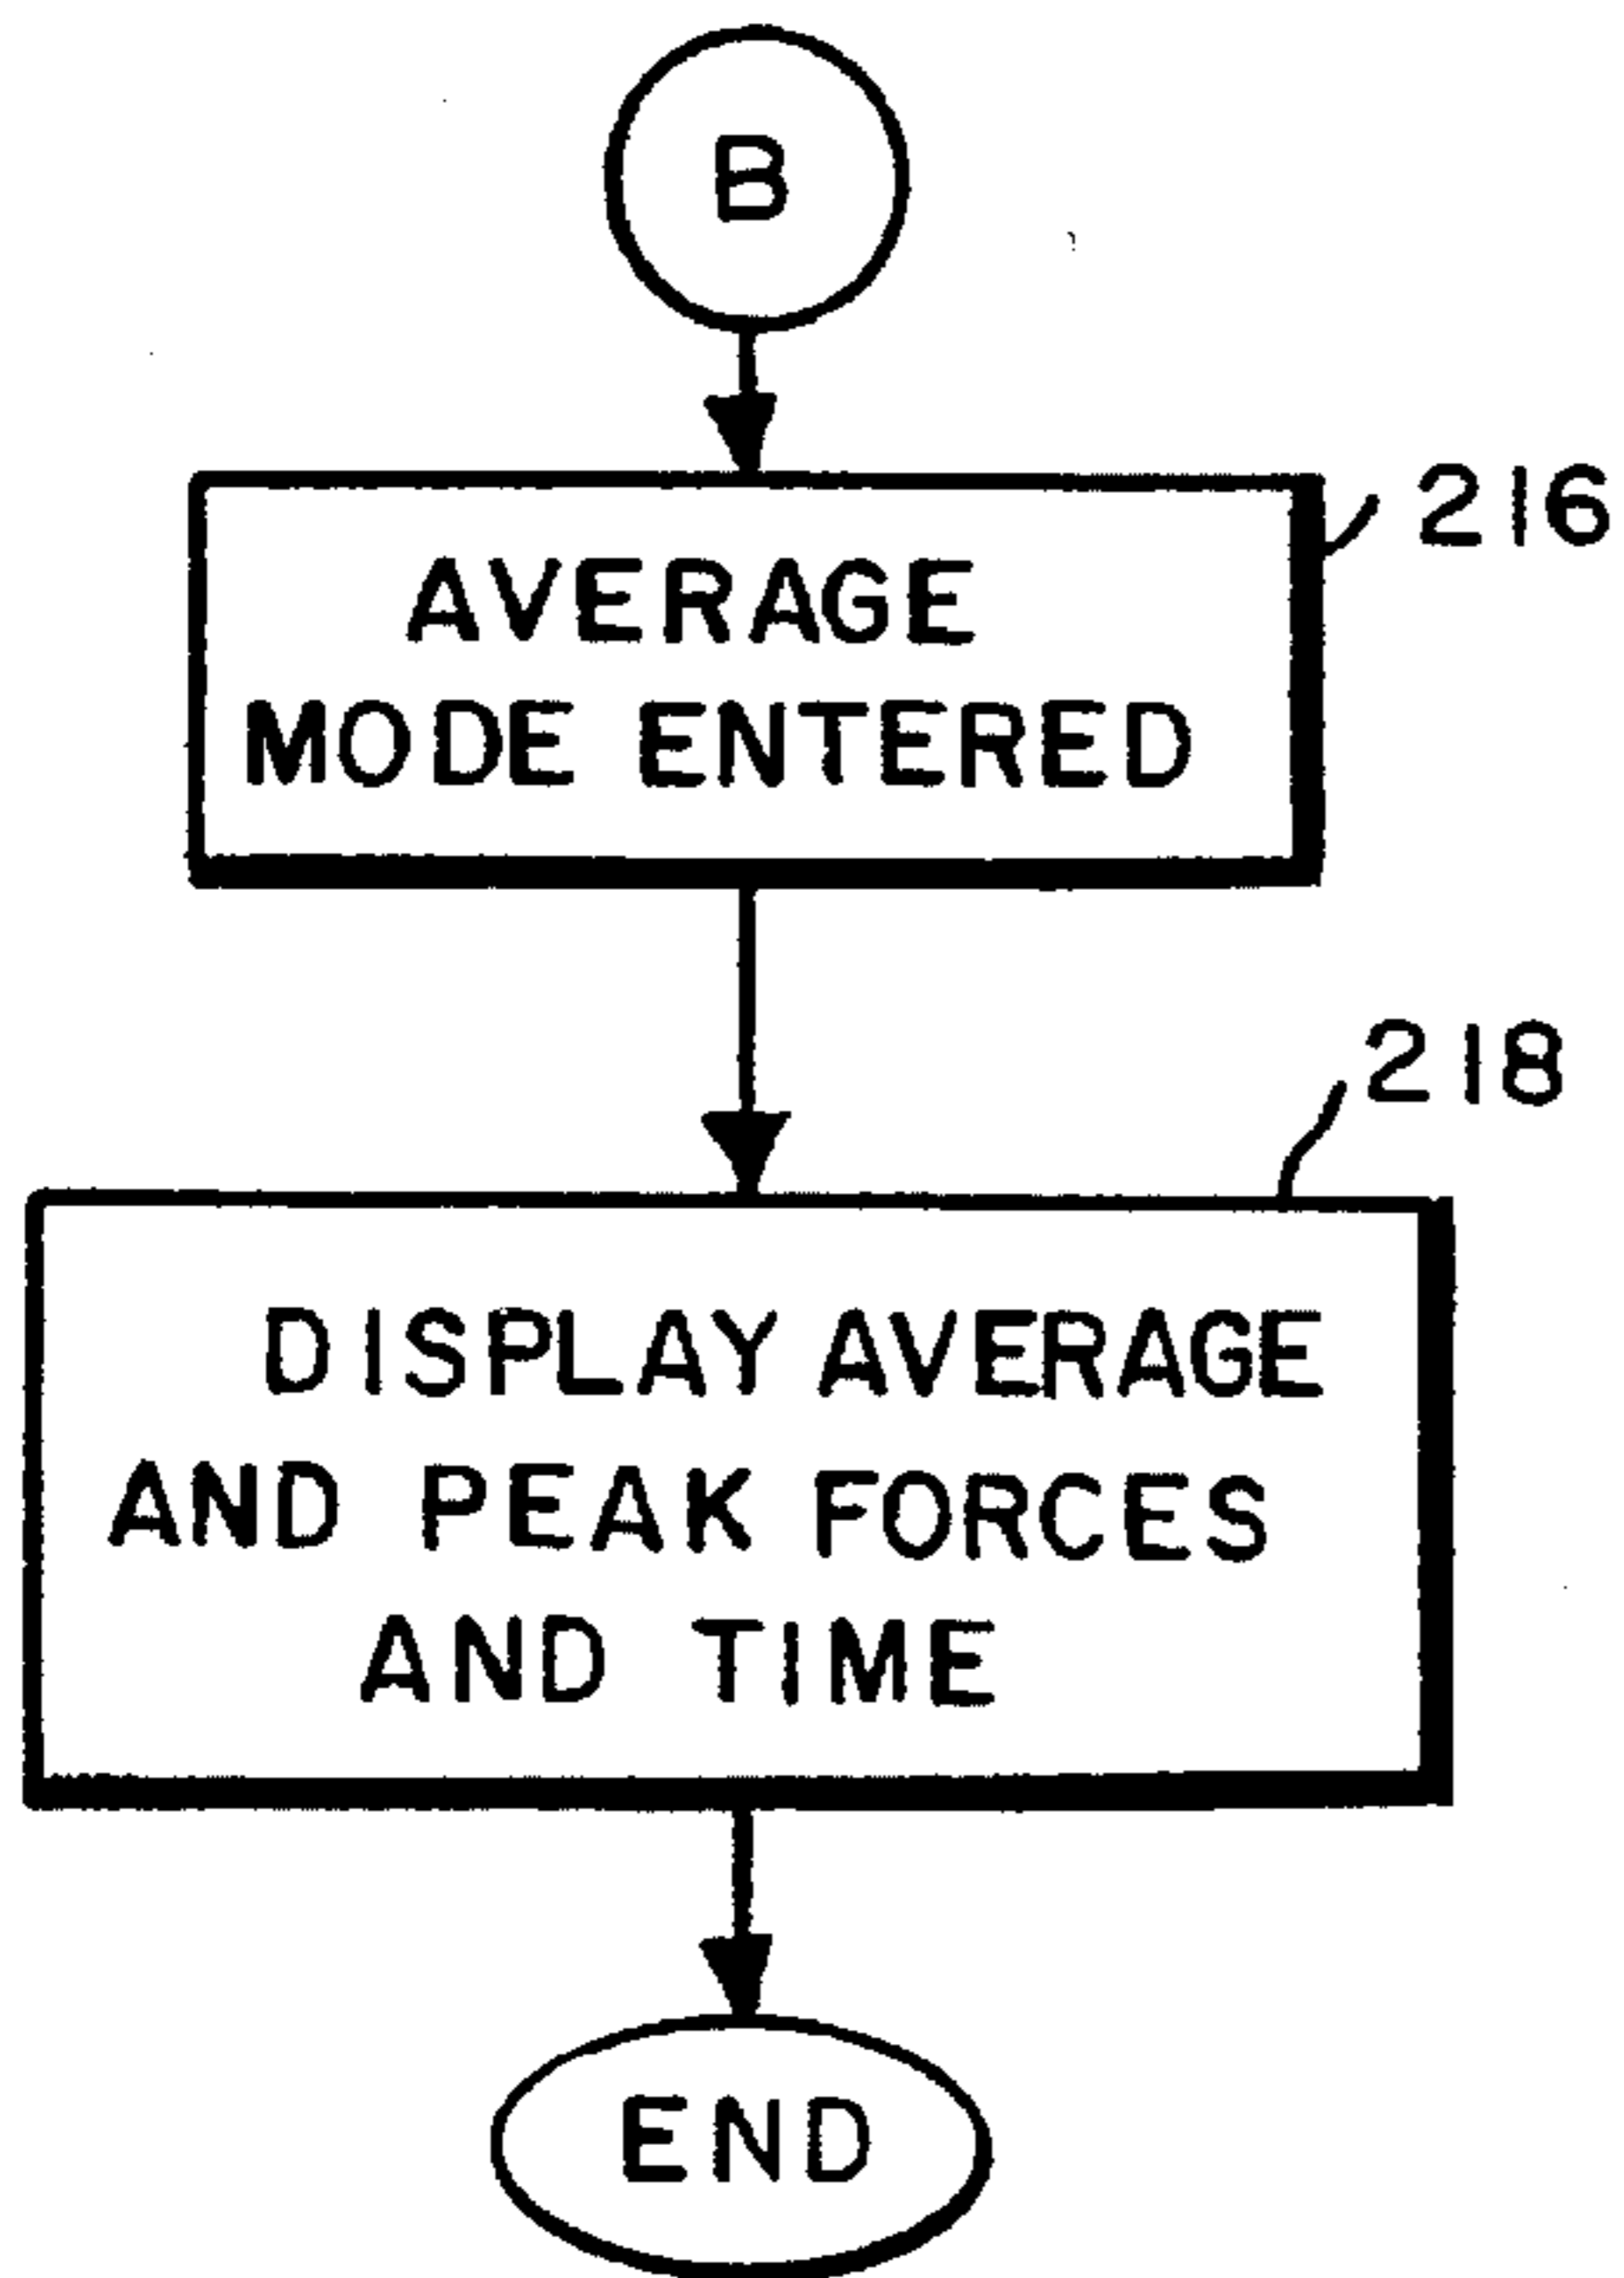 B
216
AVERAGE
MODE ENTERED
218
DISPLAY AVERAGE
AND PEAK FORCES
AND TIME
END